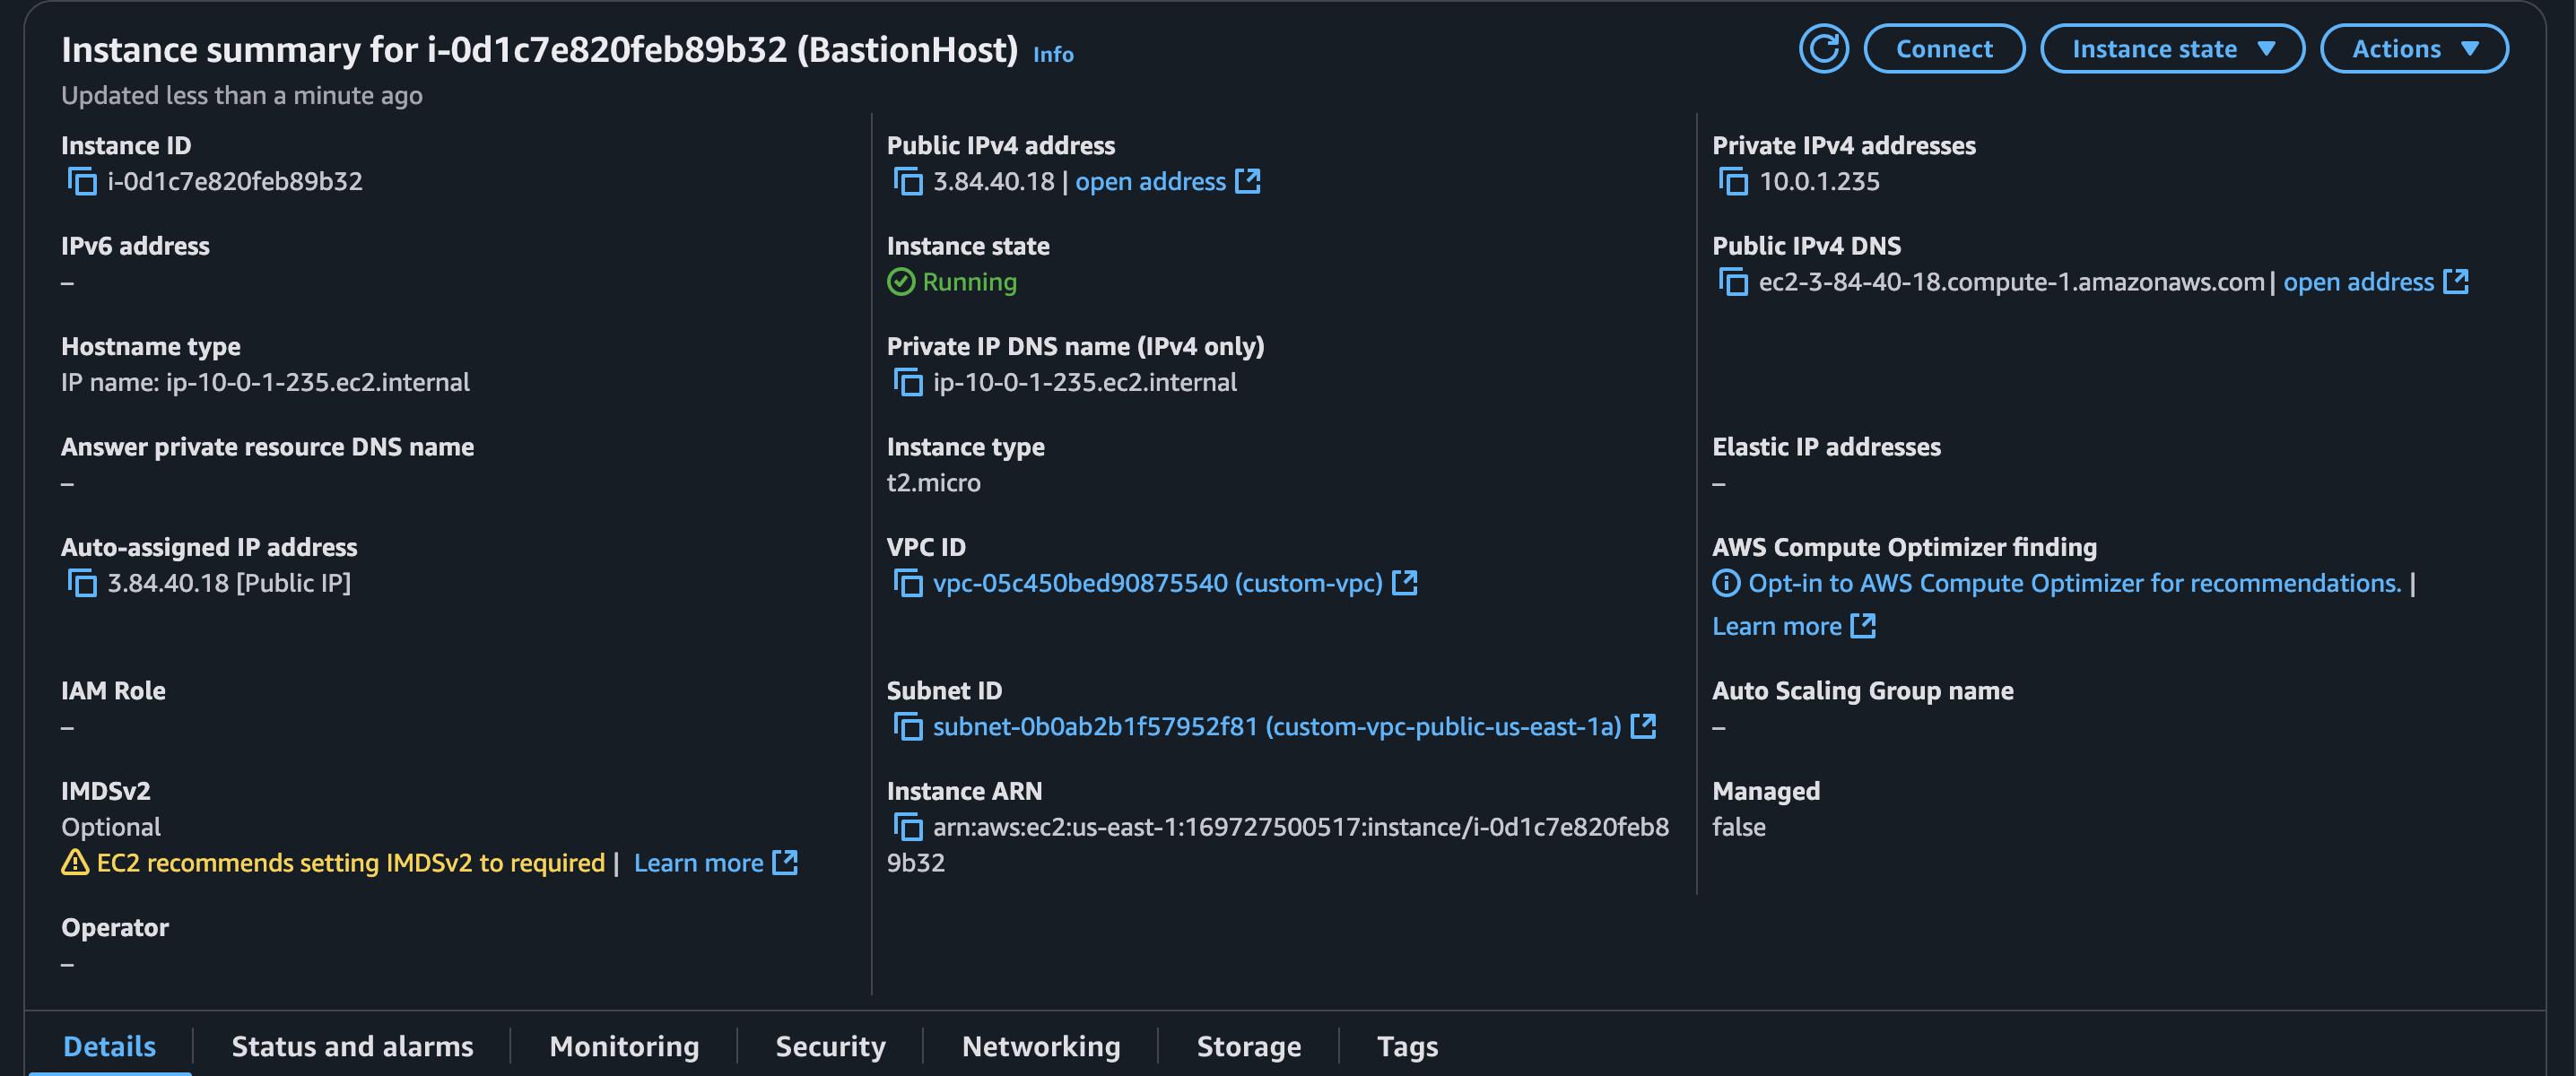 Instance summary for i-0d1c7e820feb89b32 (BastionHost) Info
Connect
Instance state
Actions
Updated less than a minute ago
Instance ID
i-0d1c7e820feb89b32
Public IPv4 address
3.84.40.18 | open address
Private IPv4 addresses
10.0.1.235
IPv6 address
–
Instance state
Running
Public IPv4 DNS
ec2-3-84-40-18.compute-1.amazonaws.com | open address
Hostname type
IP name: ip-10-0-1-235.ec2.internal
Private IP DNS name (IPv4 only)
ip-10-0-1-235.ec2.internal
Answer private resource DNS name
–
Instance type
t2.micro
Elastic IP addresses
–
Auto-assigned IP address
3.84.40.18 [Public IP]
VPC ID
vpc-05c450bed90875540 (custom-vpc)
AWS Compute Optimizer finding
Opt-in to AWS Compute Optimizer for recommendations. |
Learn more
IAM Role
–
Subnet ID
subnet-0b0ab2b1f57952f81 (custom-vpc-public-us-east-1a)
Auto Scaling Group name
–
IMDSv2
Optional
EC2 recommends setting IMDSv2 to required | Learn more
Instance ARN
arn:aws:ec2:us-east-1:169727500517:instance/i-0d1c7e820feb8
9b32
Managed
false
Operator
–
Details
Status and alarms
Monitoring
Security
Networking
Storage
Tags